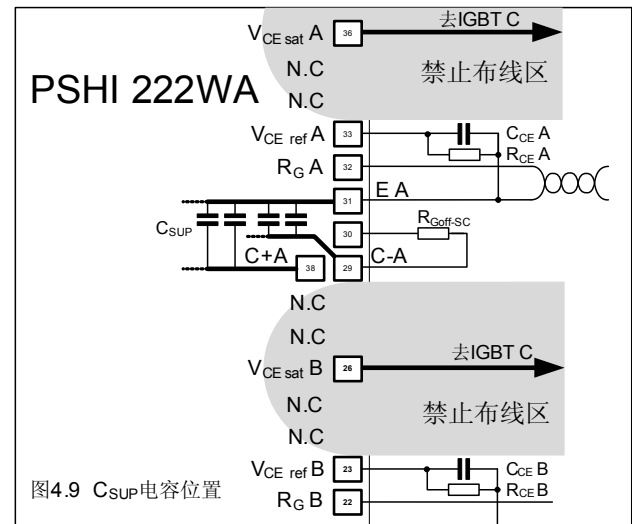 去IGBT C
V_CE sat A 36
N.C
禁止布线区
PSHI 222WA
N.C
V_CE ref A 33
C_CE A
R_CE A
R_G A 32
E A 31
R_Goff-SC
30
C_SUP
C+A 38
29 C-A
N.C
N.C
去IGBT C
V_CE sat B 26
N.C
禁止布线区
N.C
V_CE ref B 23
C_CE B
R_CE B
图4.9 C_SUP电容位置
R_G B 22